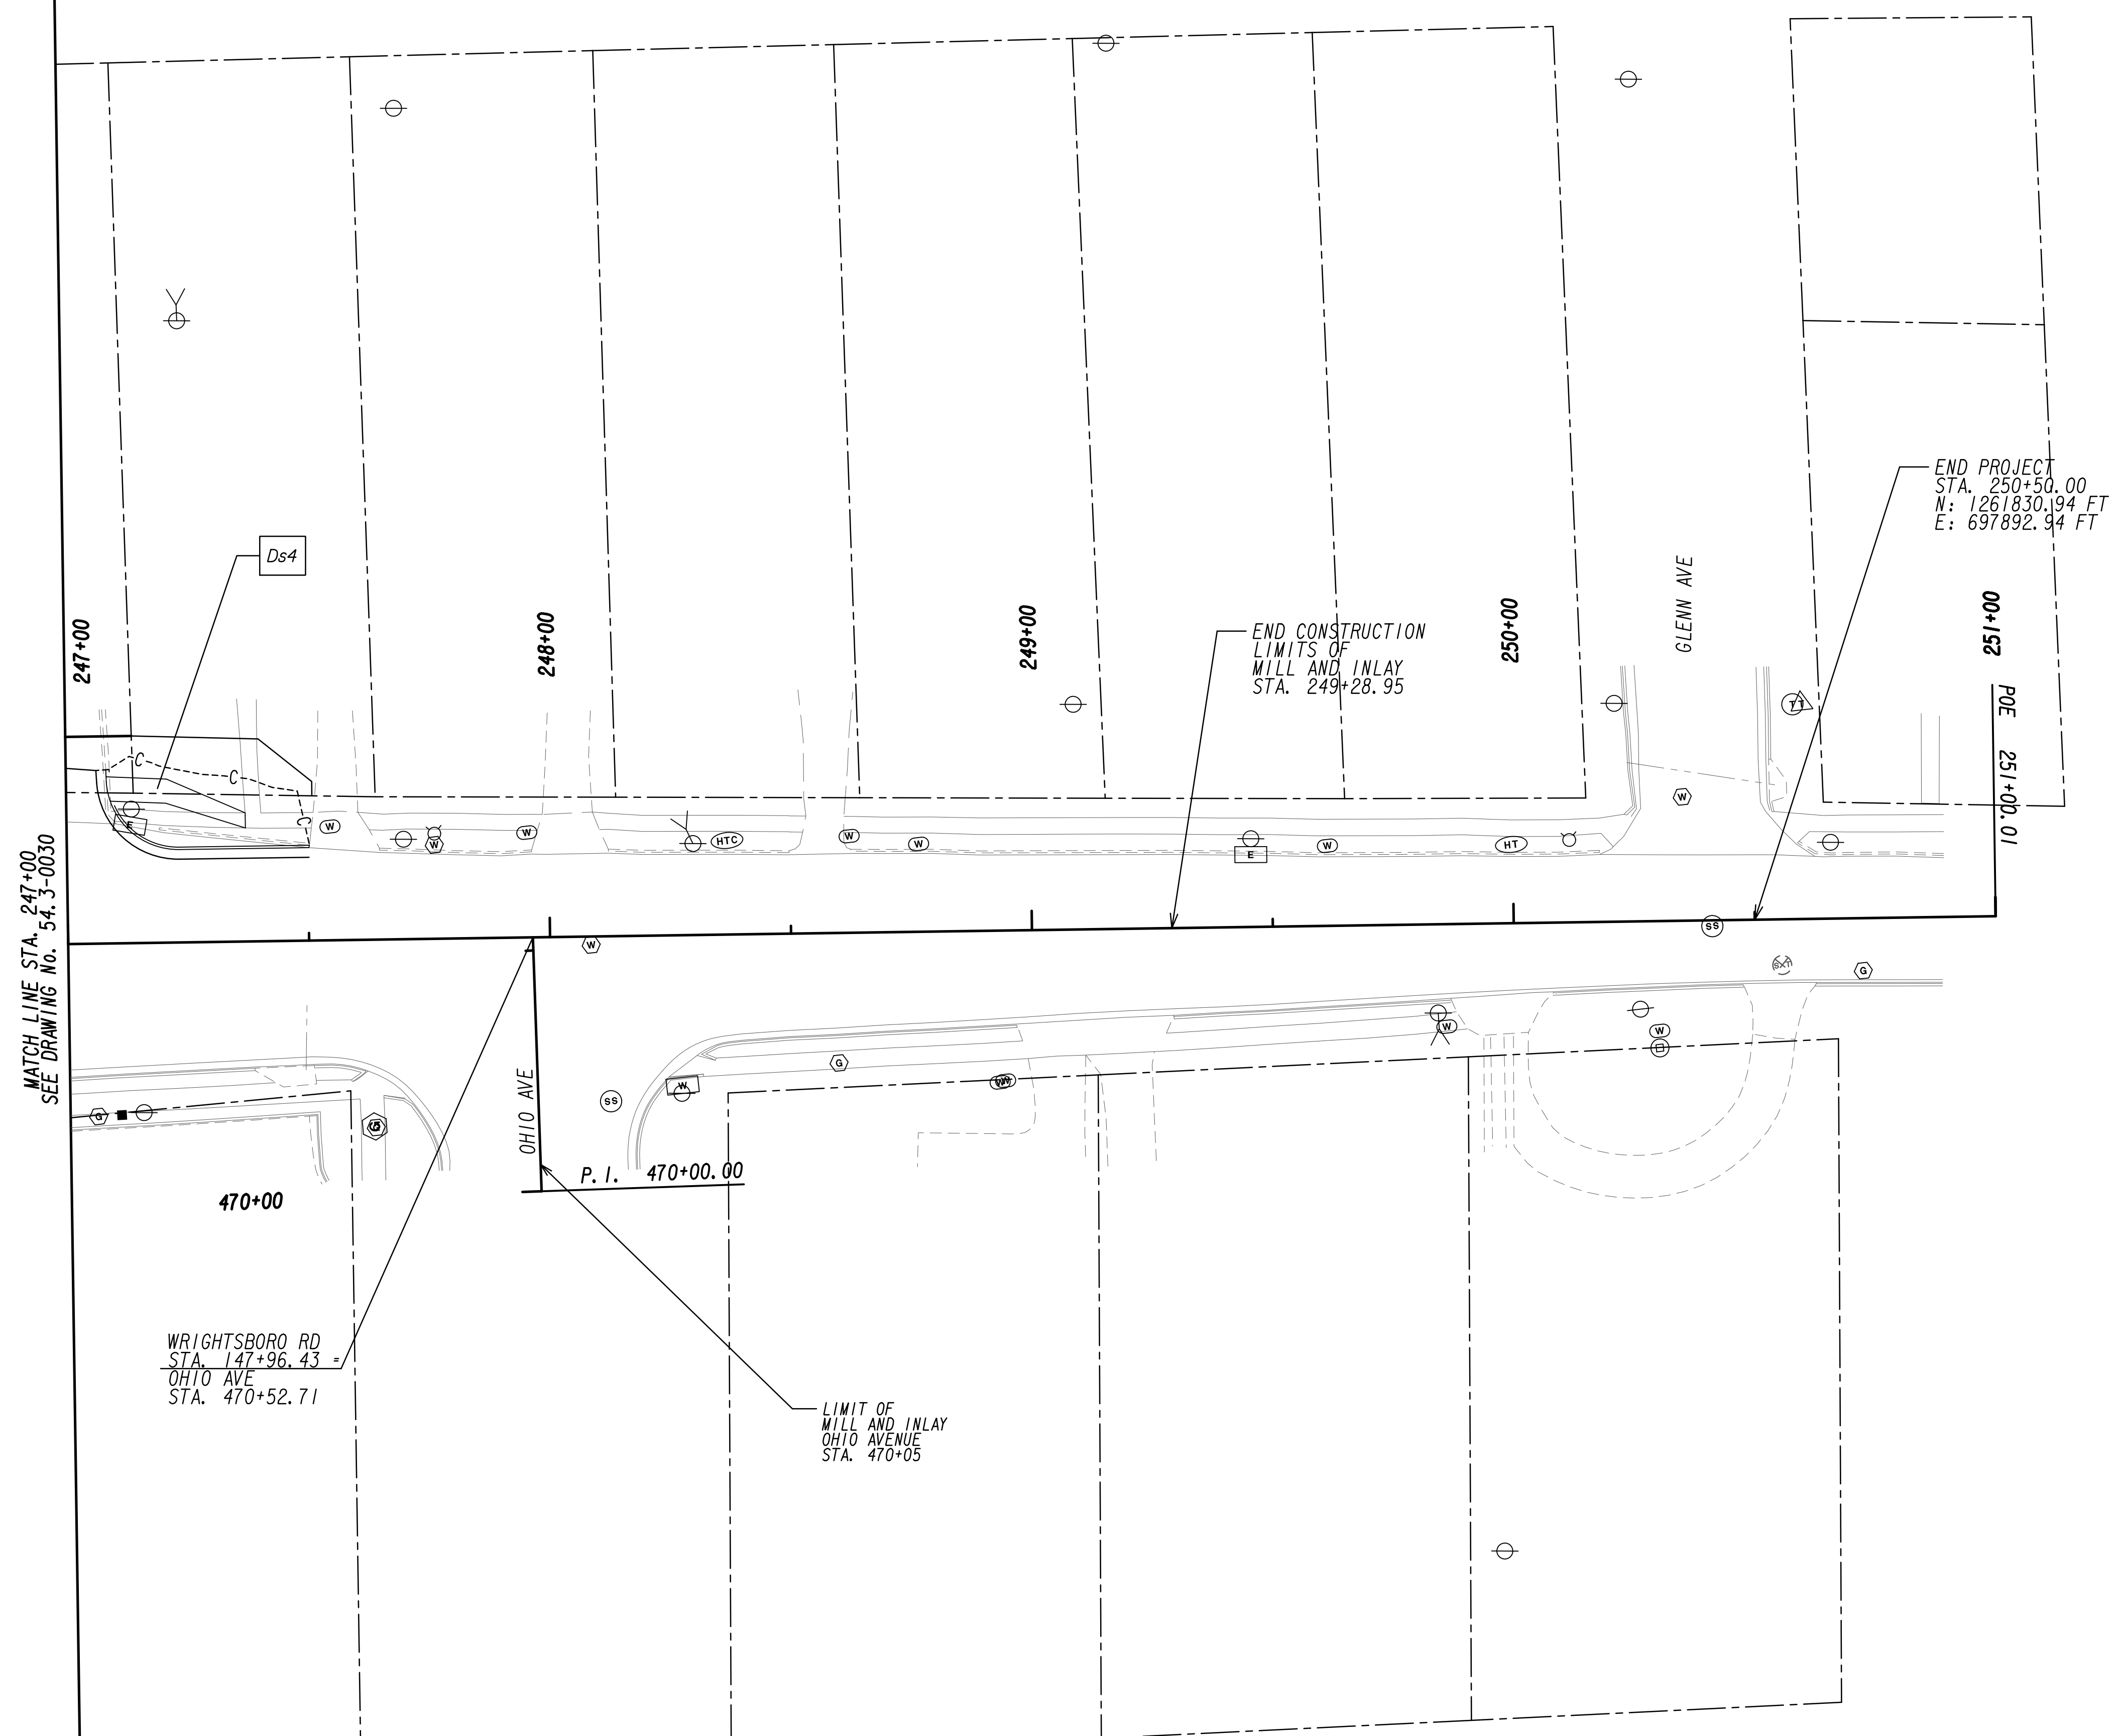 END PROJECT
STA. 250+50.00
N: 1261830.94 FT
E: 697892.94 FT
Ds4
247+00
248+00
249+00
250+00
251+00
GLENN AVE
END CONSTRUCTION
LIMITS OF
MILL AND INLAY
STA. 249+28.95
POE 251+00.01
TT
C
C
C
E
W
W
W
HTC
W
W
E
W
HT
W
MATCH LINE STA. 247+00
SEE DRAWING No. 54.3-0030
W
SS
SXT
G
G
G
W
W
W
W
W
SS
G
OHIO AVE
P.I. 470+00.00
470+00
WRIGHTSBORO RD
STA. 147+96.43 =
OHIO AVE
STA. 470+52.71
LIMIT OF
MILL AND INLAY
OHIO AVENUE
STA. 470+05